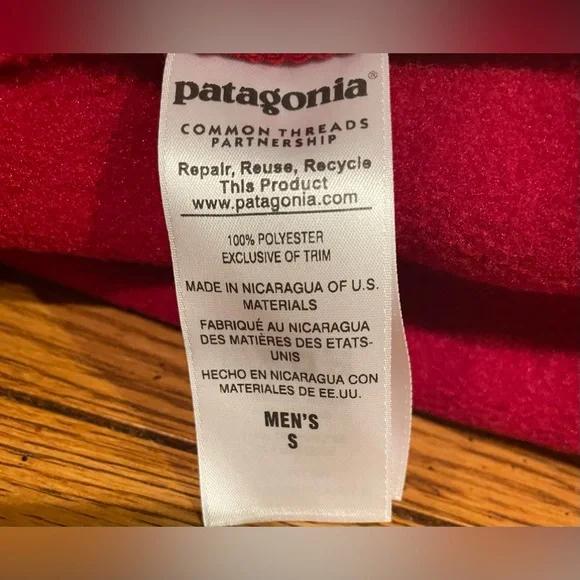 patagonia®
COMMON THREADS
PARTNERSHIP
Repair, Reuse, Recycle
This Product
www.patagonia.com
100% POLYESTER
EXCLUSIVE OF TRIM
MADE IN NICARAGUA OF U.S.
MATERIALS
FABRIQUÉ AU NICARAGUA
DES MATIÈRES DES ETATS-
UNIS
HECHO EN NICARAGUA CON
MATERIALES DE EE.UU.
MEN'S
S